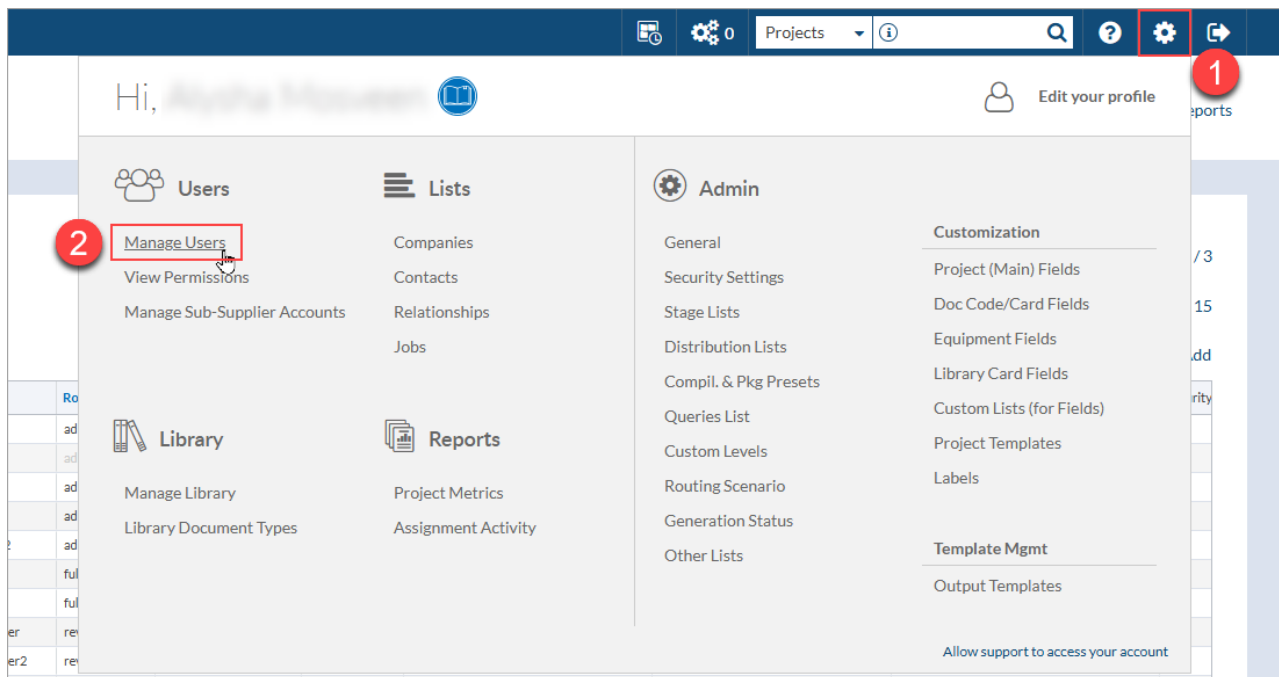 0
Projects
1
Hi,
Edit your profile
eports
Users
Lists
Admin
2
Manage Users
Companies
General
Customization
View Permissions
Contacts
Security Settings
Project (Main) Fields
/ 3
Manage Sub-Supplier Accounts
Relationships
Stage Lists
Doc Code/Card Fields
15
Jobs
Distribution Lists
Equipment Fields
dd
Compil. & Pkg Presets
Library Card Fields
Ro
rity
Queries List
Custom Lists (for Fields)
ad
Library
Reports
Custom Levels
Project Templates
ad
ad
Manage Library
Project Metrics
Routing Scenario
Labels
ad
Library Document Types
Assignment Activity
Generation Status
2
ad
Other Lists
Template Mgmt
ful
Output Templates
ful
er
re
er2
re
Allow support to access your account